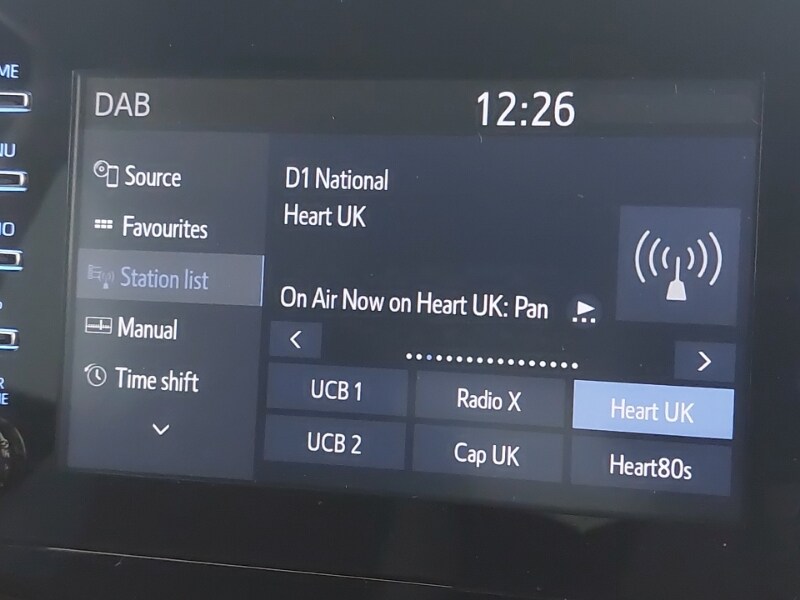 DAB
12:26
Source
Favourites
Station list
Manual
Time shift
D1 National
Heart UK
On Air Now on Heart UK: Pan
UCB 1
Radio X
Heart UK
UCB 2
Cap UK
Heart80s